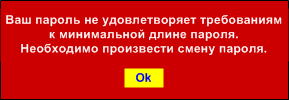 Ваш пароль не удовлетворяет требованиям
к минимальной длине пароля.
Необходимо произвести смену пароля.
Ok